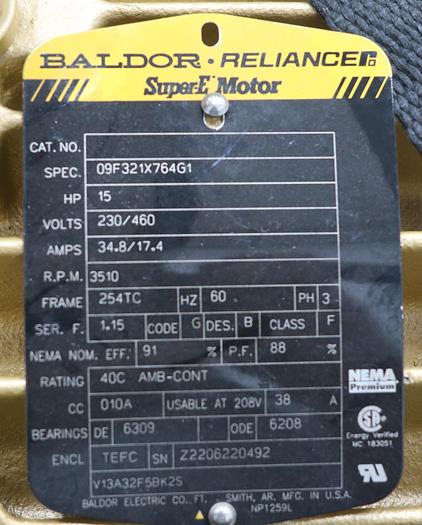 BALDOR · RELIANCER
Super-E Motor
CAT. NO.
SPEC. 09F321X764G1
HP 15
VOLTS 230/460
AMPS 34.8/17.4
R.P.M. 3510
FRAME 254TC HZ 60 PH 3
SER. F. 1.15 CODE G DES. B CLASS F
NEMA NOM. EFF. 91 % P.F. 88 %
RATING 40C AMB-CONT
NEMA
Premium
CC 010A USABLE AT 208V 38 A
BEARINGS DE 6309 ODE 6208
Energy Verified
MC 183051
ENCL TEFC SN Z2206220492
V13A32F5BK25
BALDOR ELECTRIC CO. FT. SMITH, AR. MFG. IN U.S.A.
NP1259L